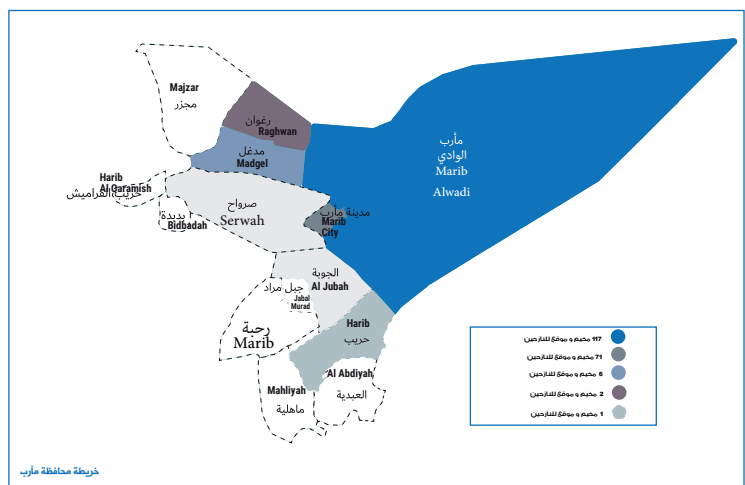 Majzar
مجزر
رغوان
Raghwan
مدغل
Madgel
مأرب
الوادي
Marib
Alwadi
Harib
Al Qaramish
حريب القراميش
بدبدة
Bidbadah
صرواح
Serwah
مدينة مأرب
Marib
City
الجوبة
Al Jubah
جبل مراد
Jabal
Murad
رحبة
Marib
Harib
حريب
Al Abdiyah
العبدية
Mahliyah
ماهلية
117 مخيم و موقع للنازحين
71 مخيم و موقع للنازحين
6 مخيم و موقع للنازحين
2 مخيم و موقع للنازحين
1 مخيم و موقع للنازحين
خريطة محافظة مأرب